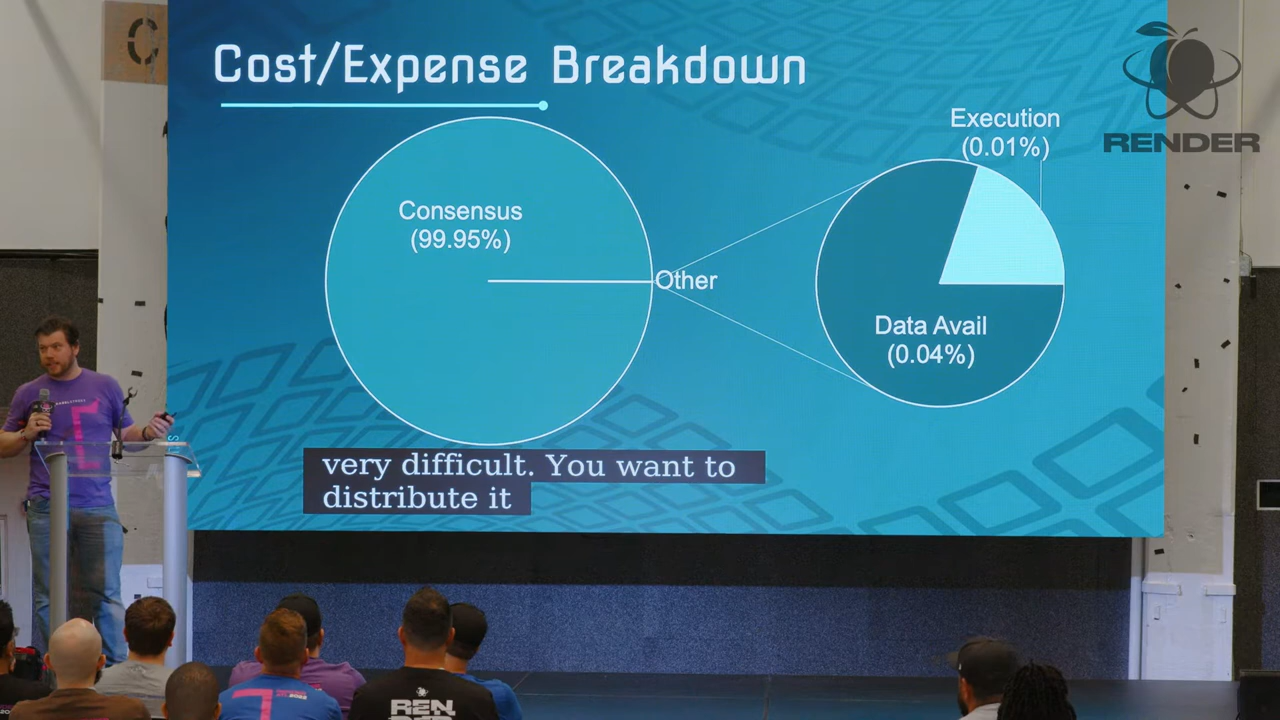 Cost/Expense Breakdown
Execution
(0.01%)
RENDER
Consensus
(99.95%)
Other
Data Avail
(0.04%)
very difficult. You want to
distribute it
REN